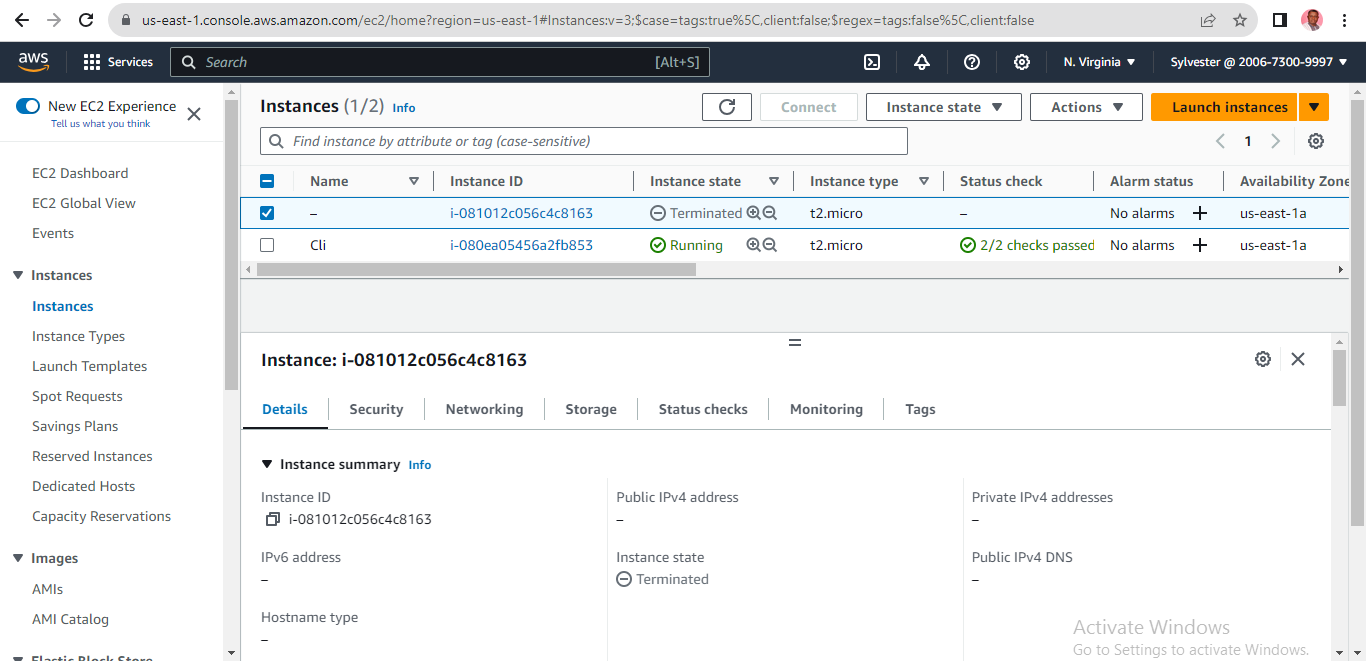 us-east-1.console.aws.amazon.com/ec2/home?region=us-east-1#Instances:v=3;$case=tags:true%5C,client:false;$regex=tags:false%5C,client:false
aws Services Search [Alt+S] N. Virginia Sylvester @ 2006-7300-9997
New EC2 Experience
Tell us what you think
EC2 Dashboard
EC2 Global View
Events
Instances
Instances
Instance Types
Launch Templates
Spot Requests
Savings Plans
Reserved Instances
Dedicated Hosts
Capacity Reservations
Images
AMIs
AMI Catalog
Elastic Block Store
Instances (1/2) Info Connect Instance state Actions Launch instances
Find instance by attribute or tag (case-sensitive) 1
Name Instance ID Instance state Instance type Status check Alarm status Availability Zone
– i-081012c056c4c8163 Terminated t2.micro – No alarms + us-east-1a
Cli i-080ea05456a2fb853 Running t2.micro 2/2 checks passed No alarms + us-east-1a
Instance: i-081012c056c4c8163
Details Security Networking Storage Status checks Monitoring Tags
Instance summary Info
Instance ID
i-081012c056c4c8163
IPv6 address
–
Hostname type
–
Public IPv4 address
–
Instance state
Terminated
Private IPv4 addresses
–
Public IPv4 DNS
–
Activate Windows
Go to Settings to activate Windows.